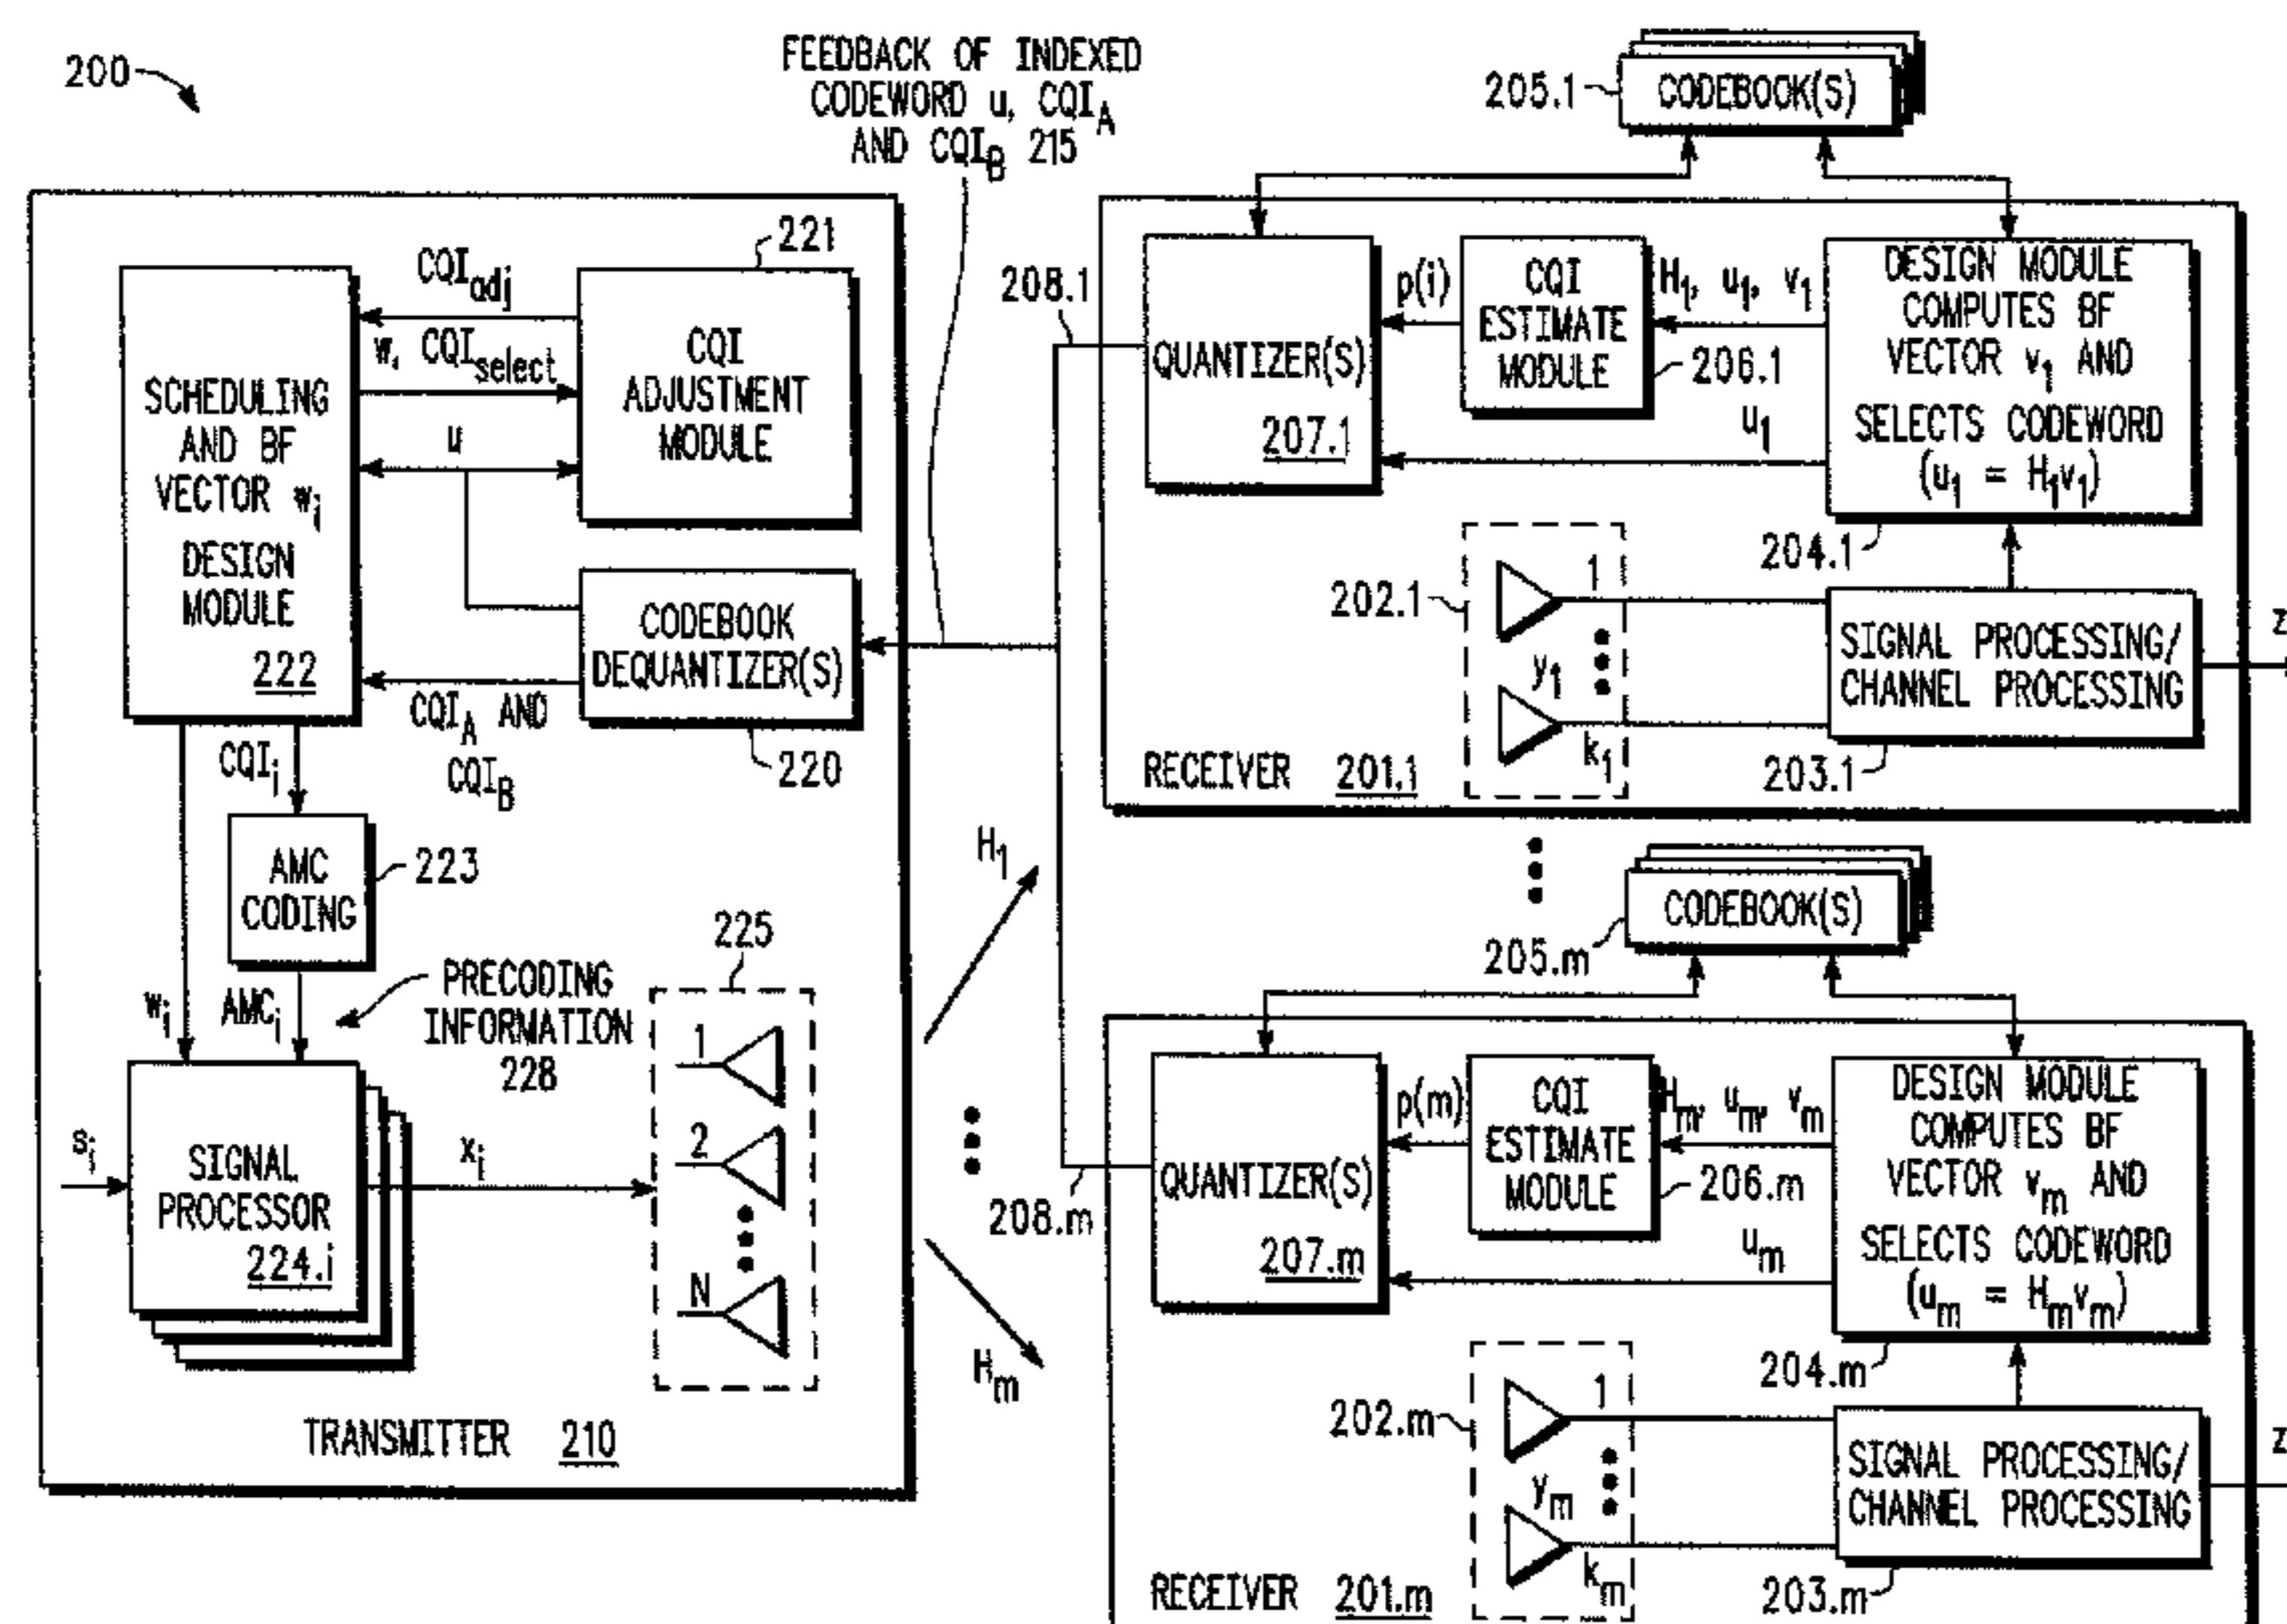 200
FEEDBACK OF INDEXED
CODEWORD u, CQI_A
AND CQI_B 215
SCHEDULING
AND BF
VECTOR w_i
DESIGN
MODULE
222
CQI_adj
w, CQI_select
u
221
CQI
ADJUSTMENT
MODULE
CODEBOOK
DEQUANTIZER(S)
220
CQI_A AND
CQI_B
CQI_i
AMC
CODING
223
w_i
AMC_i
PRECODING
INFORMATION
228
s_i
SIGNAL
PROCESSOR
224.i
x_i
225
1
2
N
TRANSMITTER 210
H_1
H_m
205.1
CODEBOOK(S)
208.1
QUANTIZER(S)
207.1
p(i)
CQI
ESTIMATE
MODULE
206.1
H_1, u_1, v_1
u_1
DESIGN MODULE
COMPUTES BF
VECTOR v_1 AND
SELECTS CODEWORD
(u_1 = H_1v_1)
204.1
202.1
1
y_1
k_1
SIGNAL PROCESSING/
CHANNEL PROCESSING
203.1
z
RECEIVER 201.1
CODEBOOK(S)
205.m
208.m
QUANTIZER(S)
207.m
p(m)
CQI
ESTIMATE
MODULE
206.m
H_m, u_m, v_m
u_m
DESIGN MODULE
COMPUTES BF
VECTOR v_m AND
SELECTS CODEWORD
(u_m = H_mv_m)
204.m
202.m
1
y_m
k_m
SIGNAL PROCESSING/
CHANNEL PROCESSING
203.m
z
RECEIVER 201.m